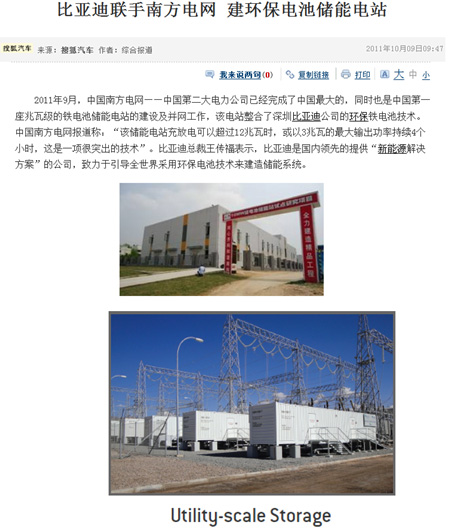 比亚迪联手南方电网 建环保电池储能电站
搜狐汽车 来源：搜狐汽车 作者：综合报道 2011年10月09日09:47
我来说两句(0) 复制链接 打印 大 中 小
2011年9月，中国南方电网一一中国第二大电力公司已经完成了中国最大的，同时也是中国第一
座兆瓦级的铁电池储能电站的建设及并网工作，该电站整合了深圳比亚迪公司的环保铁电池技术。
中国南方电网报道称：“该储能电站充放电可以超过12兆瓦时，或以3兆瓦的最大输出功率持续4个
小时，这是一项很突出的技术”。比亚迪总裁王传福表示，比亚迪是国内领先的提供“新能源解决
方案”的公司，致力于引导全世界采用环保电池技术来建造储能系统。
全力建造精品工程
Utility-scale Storage